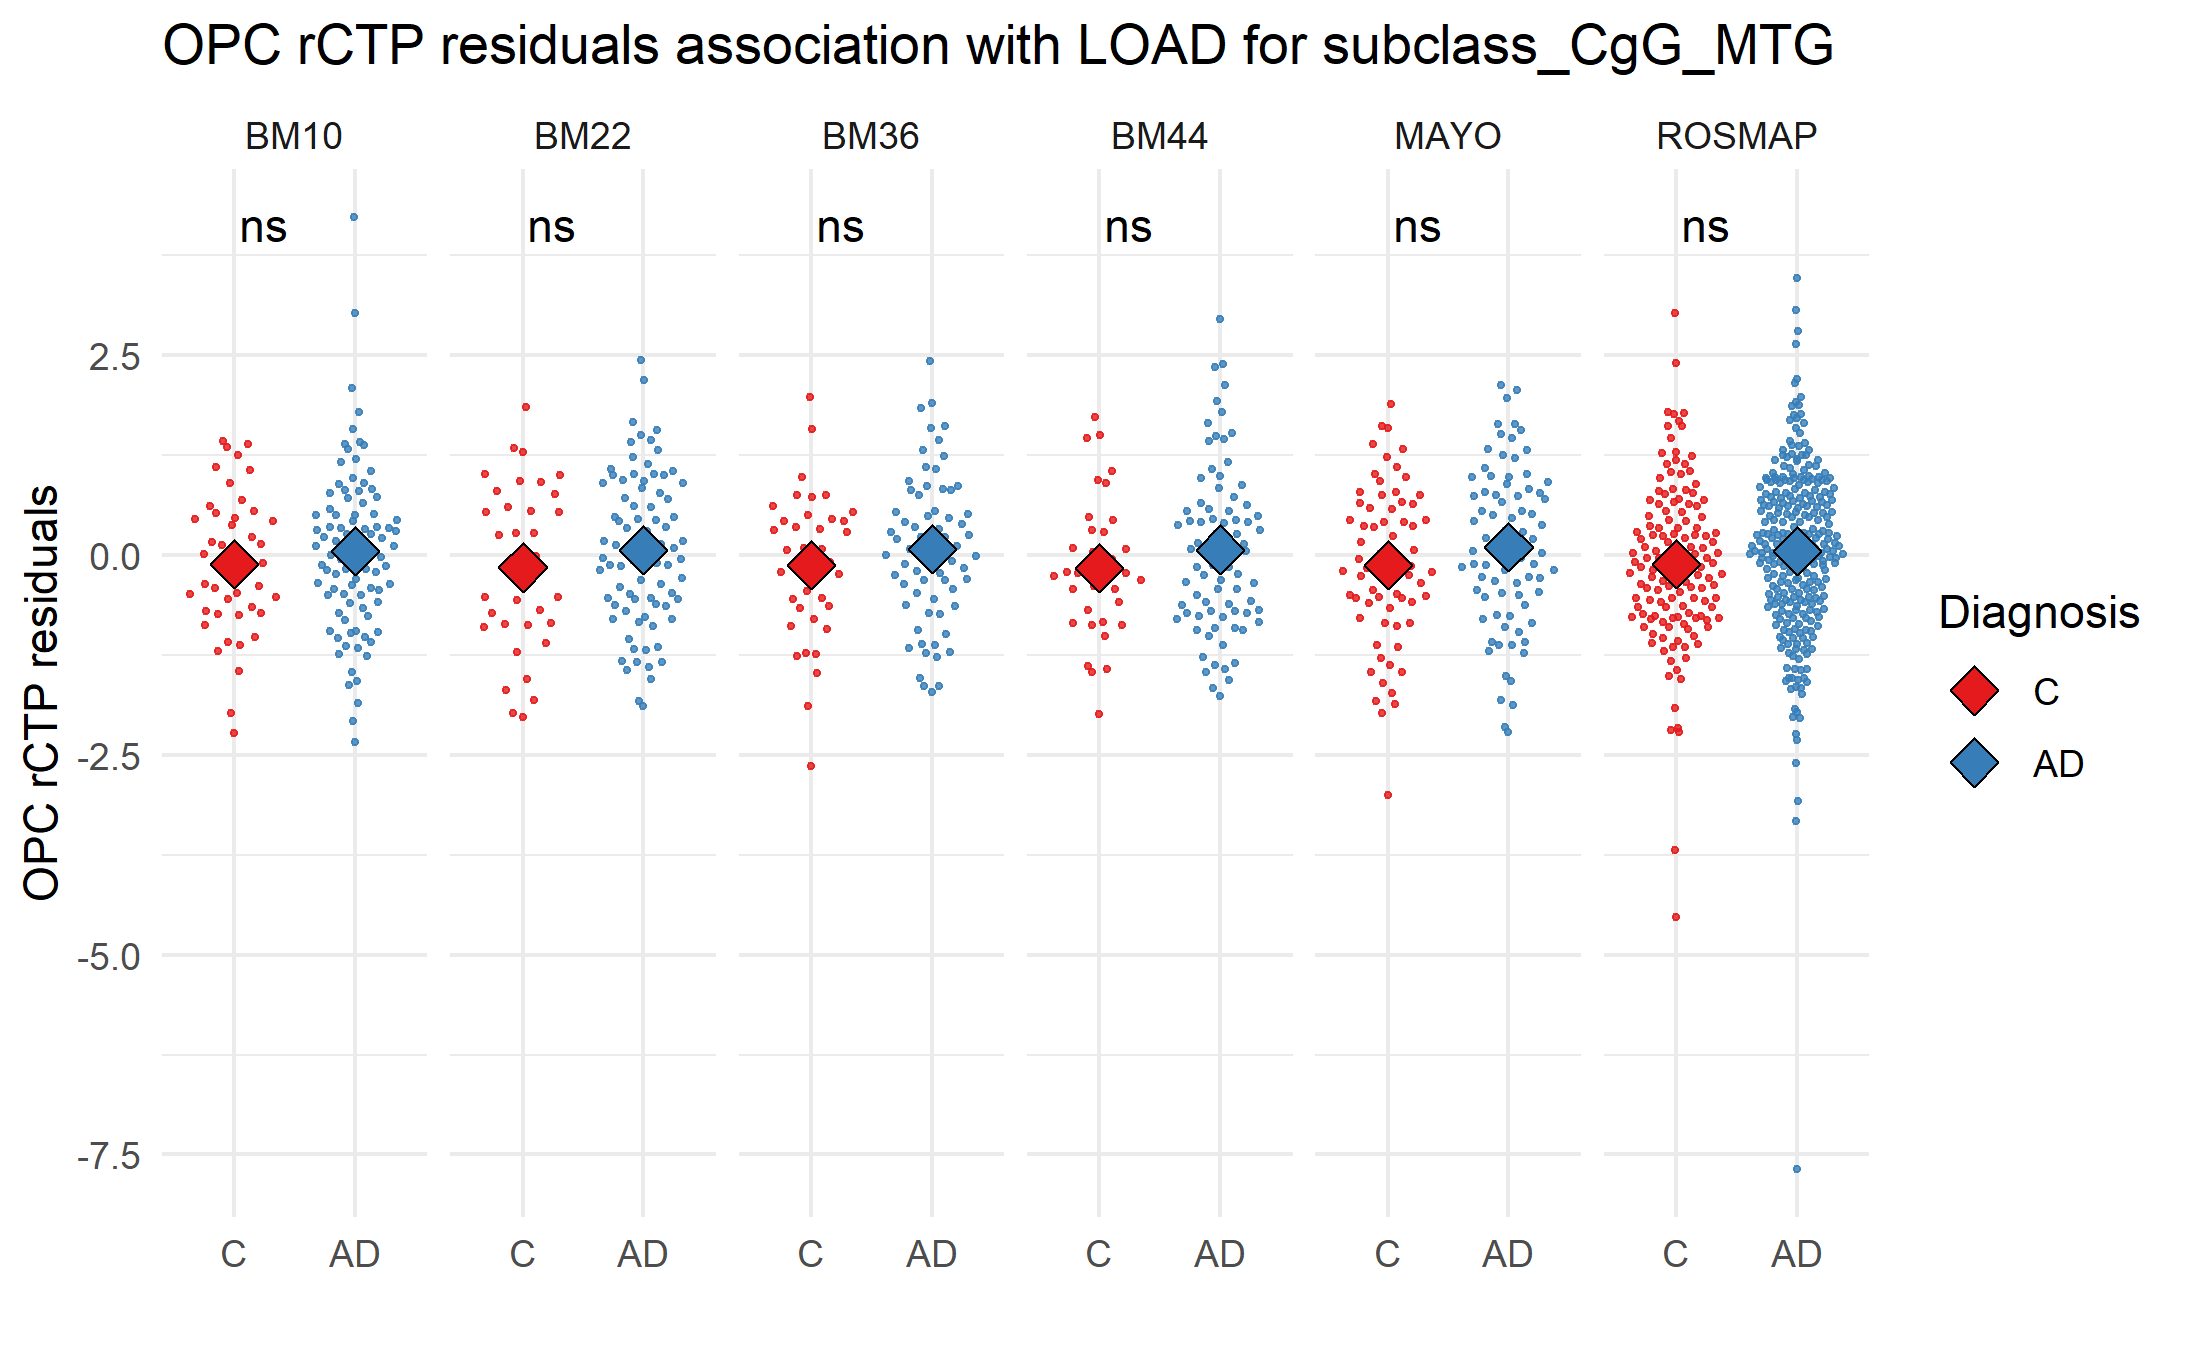 OPC rCTP residuals association with LOAD for subclass_CgG_MTG
BM10 BM22 BM36 BM44 MAYO ROSMAP
ns ns ns ns ns ns
2.5
0.0
-2.5
-5.0
-7.5
OPC rCTP residuals
C AD C AD C AD C AD C AD C AD
Diagnosis
C
AD